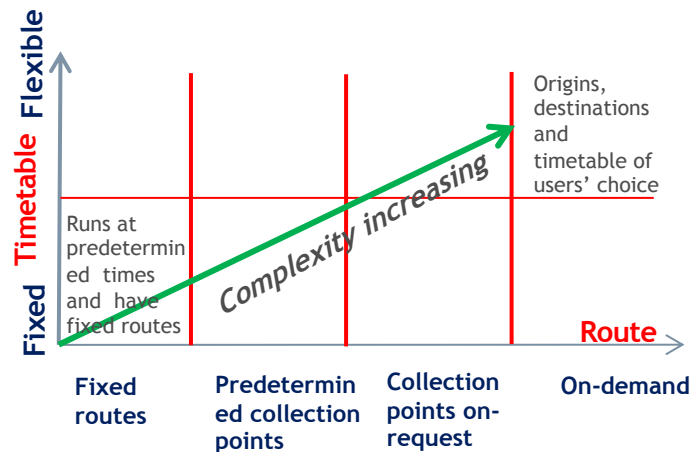 Flexible
Timetable
Fixed
Origins,
destinations
and
timetable of
users’ choice
Complexity increasing
Runs at
predetermin
ed times
and have
fixed routes
Route
Fixed
routes
Predetermin
ed collection
points
Collection
points on-
request
On-demand